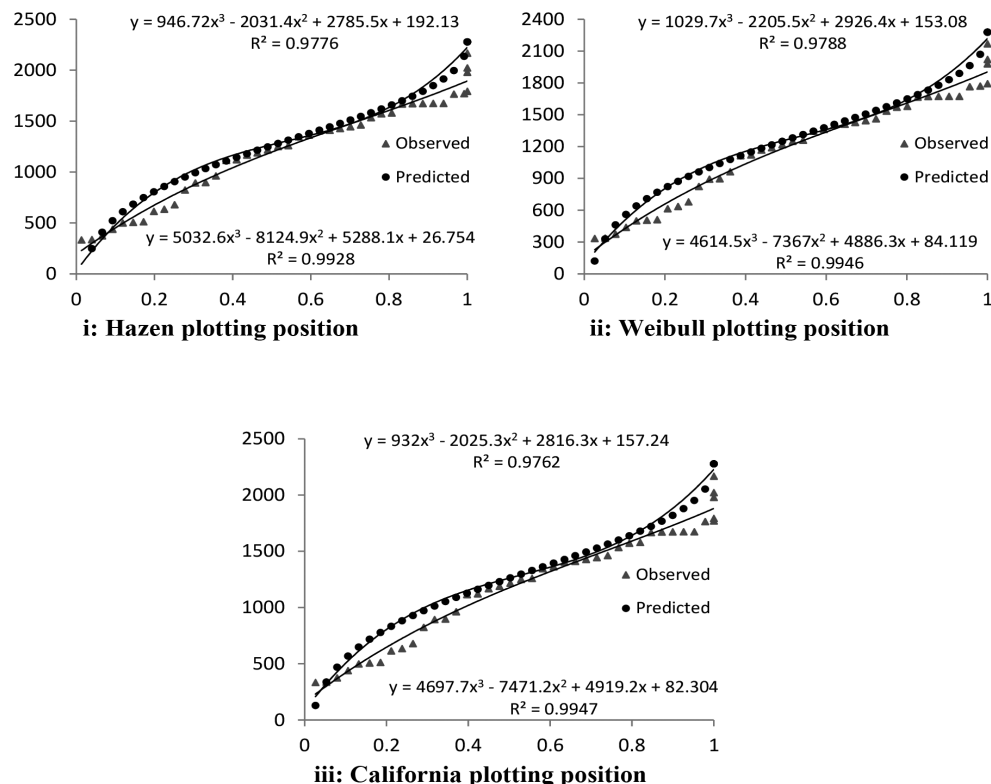 y = 946.72x³ - 2031.4x² + 2785.5x + 192.13
R² = 0.9776
2500
2000
1500
1000
500
0
Observed
Predicted
y = 5032.6x³ - 8124.9x² + 5288.1x + 26.754
R² = 0.9928
0 0.2 0.4 0.6 0.8 1
i: Hazen plotting position
y = 1029.7x³ - 2205.5x² + 2926.4x + 153.08
R² = 0.9788
2400
2100
1800
1500
1200
900
600
300
0
Observed
Predicted
y = 4614.5x³ - 7367x² + 4886.3x + 84.119
R² = 0.9946
0 0.2 0.4 0.6 0.8 1
ii: Weibull plotting position
y = 932x³ - 2025.3x² + 2816.3x + 157.24
R² = 0.9762
2500
2000
1500
1000
500
0
Observed
Predicted
y = 4697.7x³ - 7471.2x² + 4919.2x + 82.304
R² = 0.9947
0 0.2 0.4 0.6 0.8 1
iii: California plotting position